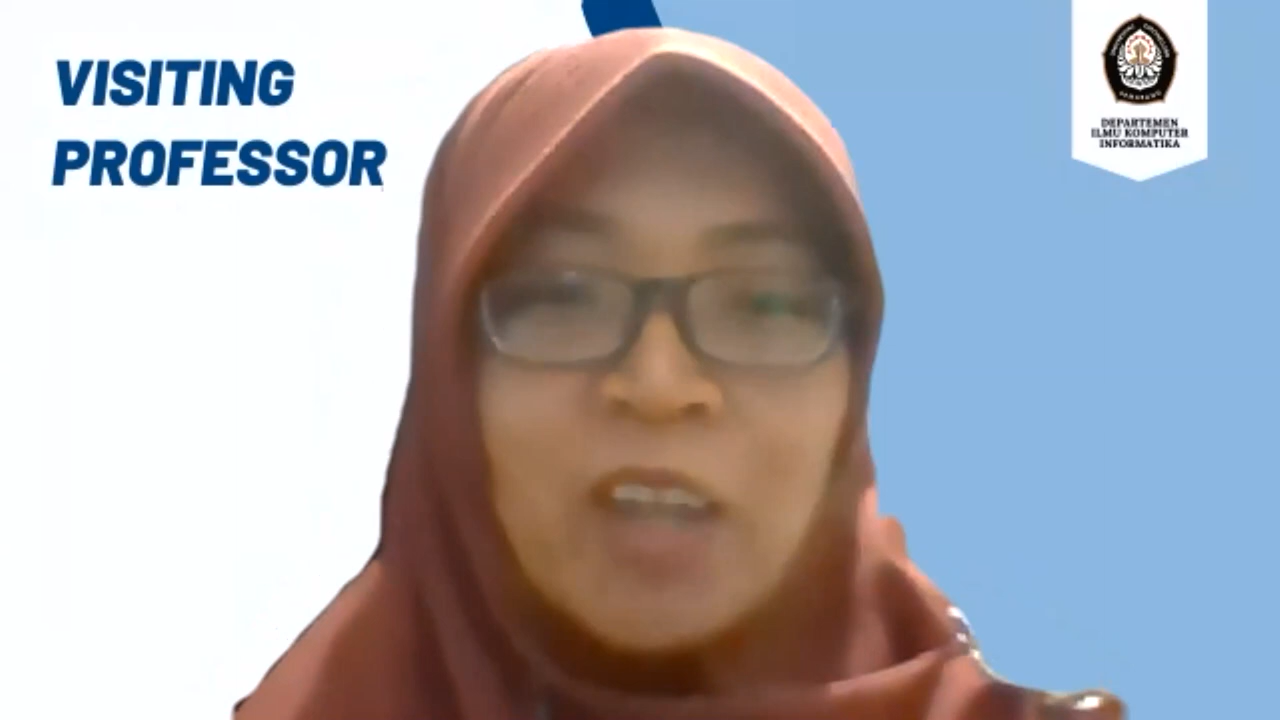 VISITING
PROFESSOR
DEPARTEMEN
ILMU KOMPUTER
INFORMATIKA